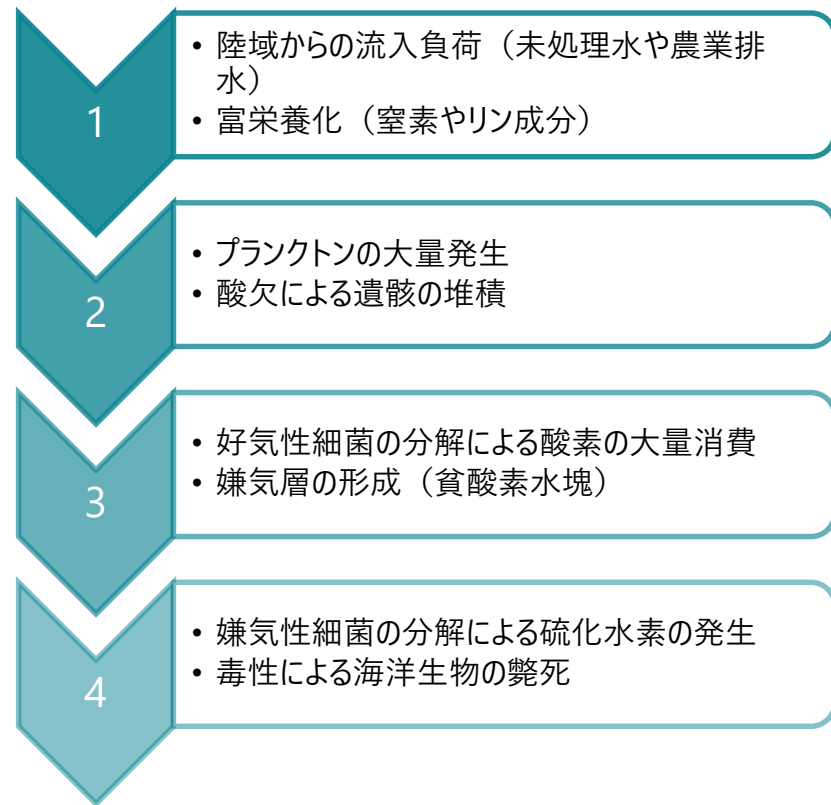 1
• 陸域からの流入負荷（未処理水や農業排
水）
• 富栄養化（窒素やリン成分）
2
• プランクトンの大量発生
• 酸欠による遺骸の堆積
3
• 好気性細菌の分解による酸素の大量消費
• 嫌気層の形成（貧酸素水塊）
4
• 嫌気性細菌の分解による硫化水素の発生
• 毒性による海洋生物の斃死